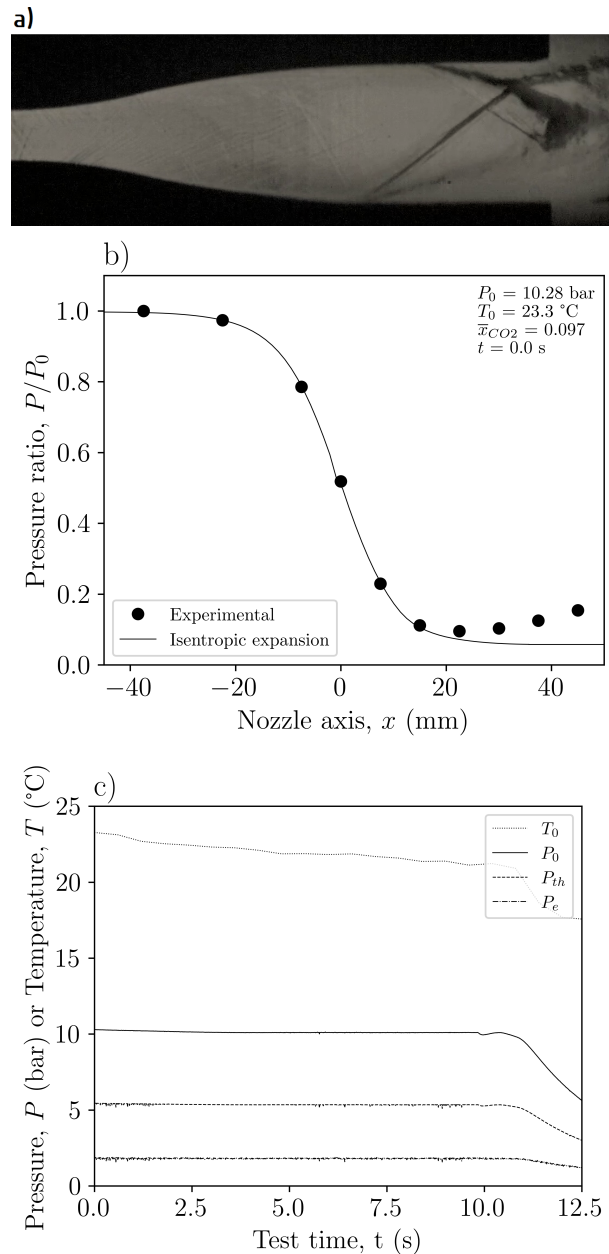 a)
b)
Pressure ratio, P/P₀
1.0
0.8
0.6
0.4
0.2
0.0
P₀ = 10.28 bar
T₀ = 23.3 °C
x̅_CO2 = 0.097
t = 0.0 s
Experimental
Isentropic expansion
−40 −20 0 20 40
Nozzle axis, x (mm)
c)
Pressure, P (bar) or Temperature, T (°C)
25
20
15
10
5
0
T₀
P₀
P_th
P_e
0.0 2.5 5.0 7.5 10.0 12.5
Test time, t (s)